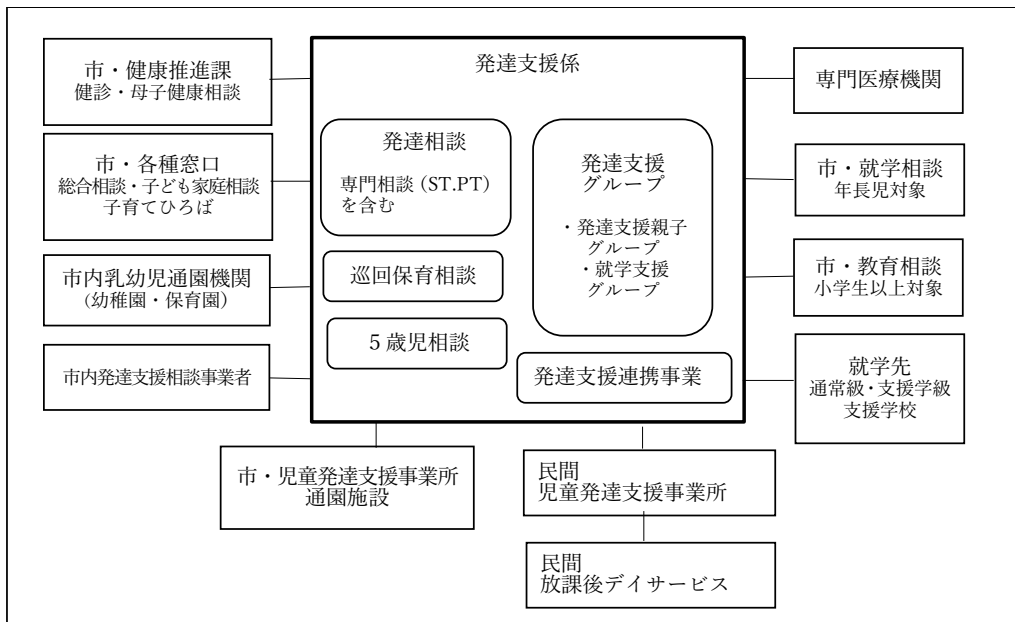 発達支援係
市・健康推進課
健診・母子健康相談
市・各種窓口
総合相談・子ども家庭相談
子育てひろば
市内乳幼児通園機関
(幼稚園・保育園)
市内発達支援相談事業者
発達相談
専門相談 (ST.PT)
を含む
巡回保育相談
5 歳児相談
発達支援
グループ
・発達支援親子
グループ
・就学支援
グループ
発達支援連携事業
専門医療機関
市・就学相談
年長児対象
市・教育相談
小学生以上対象
就学先
通常級・支援学級
支援学校
市・児童発達支援事業所
通園施設
民間
児童発達支援事業所
民間
放課後デイサービス